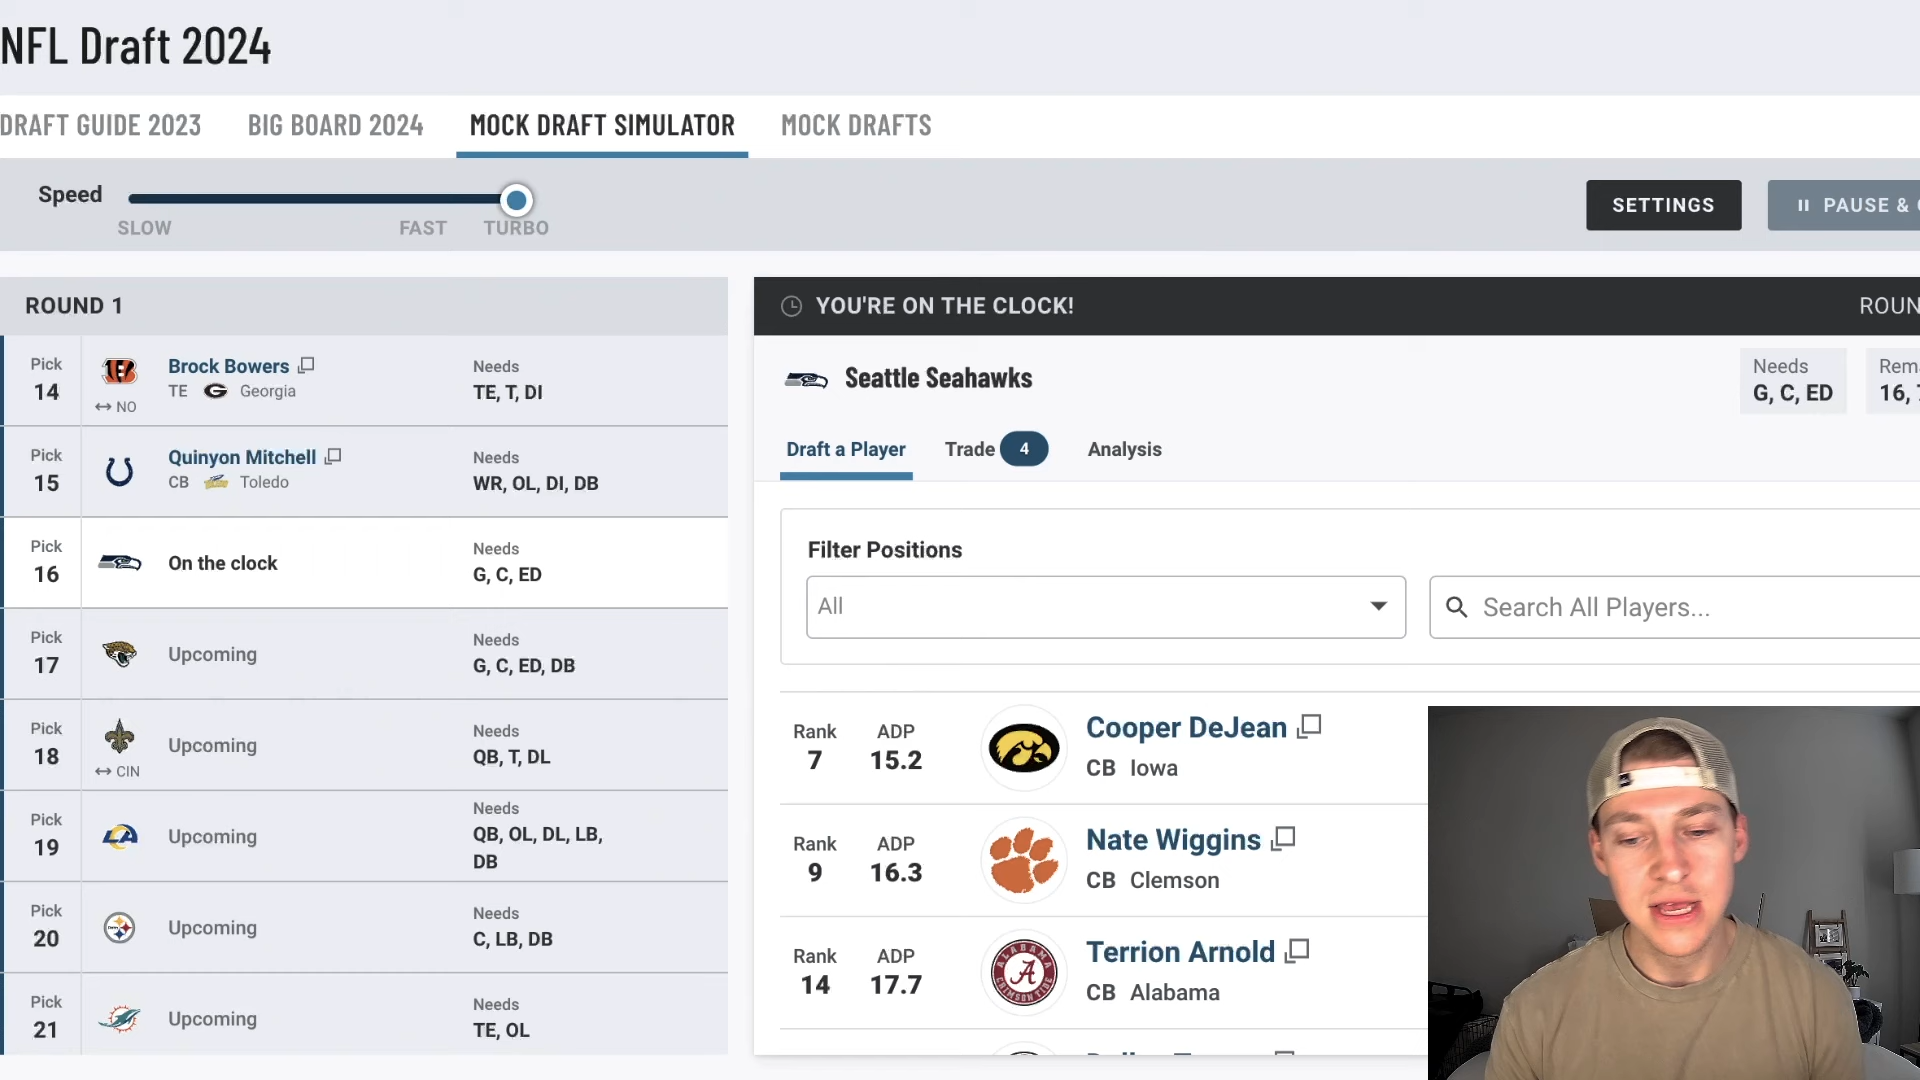 NFL Draft 2024
DRAFT GUIDE 2023
BIG BOARD 2024
MOCK DRAFT SIMULATOR
MOCK DRAFTS
Speed
SLOW
FAST
TURBO
SETTINGS
PAUSE &
ROUND 1
Pick
14
NO
Brock Bowers
TE Georgia
Needs
TE, T, DI
Pick
15
Quinyon Mitchell
CB Toledo
Needs
WR, OL, DI, DB
Pick
16
On the clock
Needs
G, C, ED
Pick
17
Upcoming
Needs
G, C, ED, DB
Pick
18
CIN
Upcoming
Needs
QB, T, DL
Pick
19
Upcoming
Needs
QB, OL, DL, LB,
DB
Pick
20
Upcoming
Needs
C, LB, DB
Pick
21
Upcoming
Needs
TE, OL
YOU'RE ON THE CLOCK!
ROUN
Seattle Seahawks
Needs
G, C, ED
Rem
16,
Draft a Player
Trade 4
Analysis
Filter Positions
All
Search All Players...
Rank
7
ADP
15.2
Cooper DeJean
CB Iowa
Rank
9
ADP
16.3
Nate Wiggins
CB Clemson
Rank
14
ADP
17.7
Terrion Arnold
CB Alabama